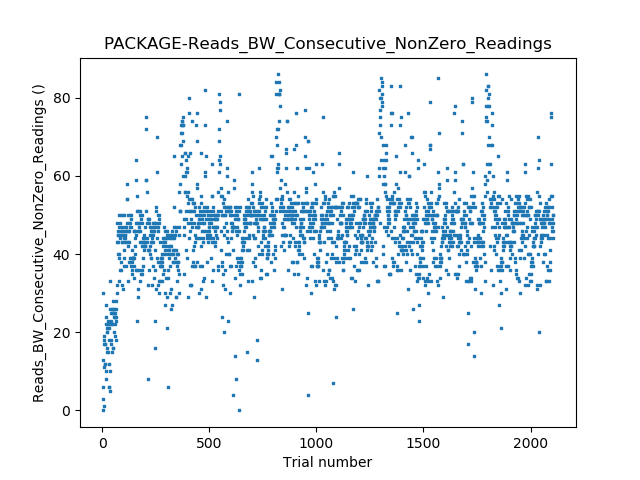 PACKAGE-Reads_BW_Consecutive_NonZero_Readings
Reads_BW_Consecutive_NonZero_Readings ()
80
60
40
20
0
0 500 1000 1500 2000
Trial number